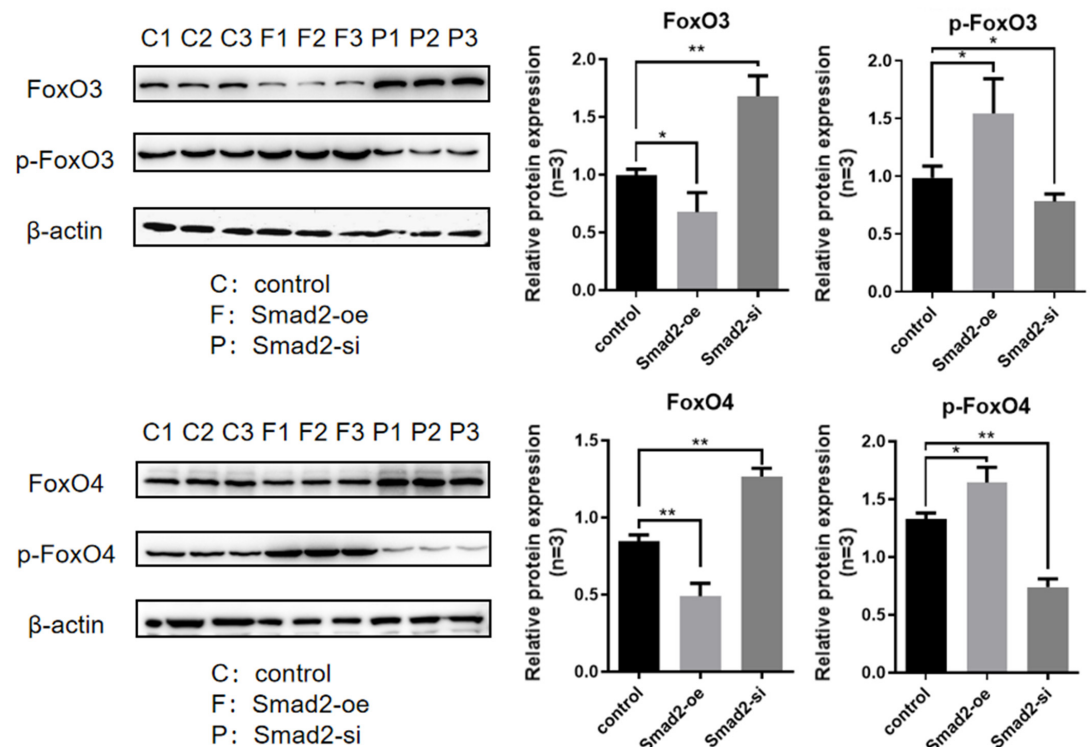 C1 C2 C3 F1 F2 F3 P1 P2 P3
FoxO3
p-FoxO3
β-actin
C: control
F: Smad2-oe
P: Smad2-si
FoxO3
Relative protein expression
(n=3)
2.0
1.5
1.0
0.5
0.0
**
*
control
Smad2-oe
Smad2-si
p-FoxO3
Relative protein expression
(n=3)
2.0
1.5
1.0
0.5
0.0
*
*
control
Smad2-oe
Smad2-si
C1 C2 C3 F1 F2 F3 P1 P2 P3
FoxO4
p-FoxO4
β-actin
C: control
F: Smad2-oe
P: Smad2-si
FoxO4
Relative protein expression
(n=3)
1.5
1.0
0.5
0.0
**
**
control
Smad2-oe
Smad2-si
p-FoxO4
Relative protein expression
(n=3)
2.0
1.5
1.0
0.5
0.0
**
*
control
Smad2-oe
Smad2-si